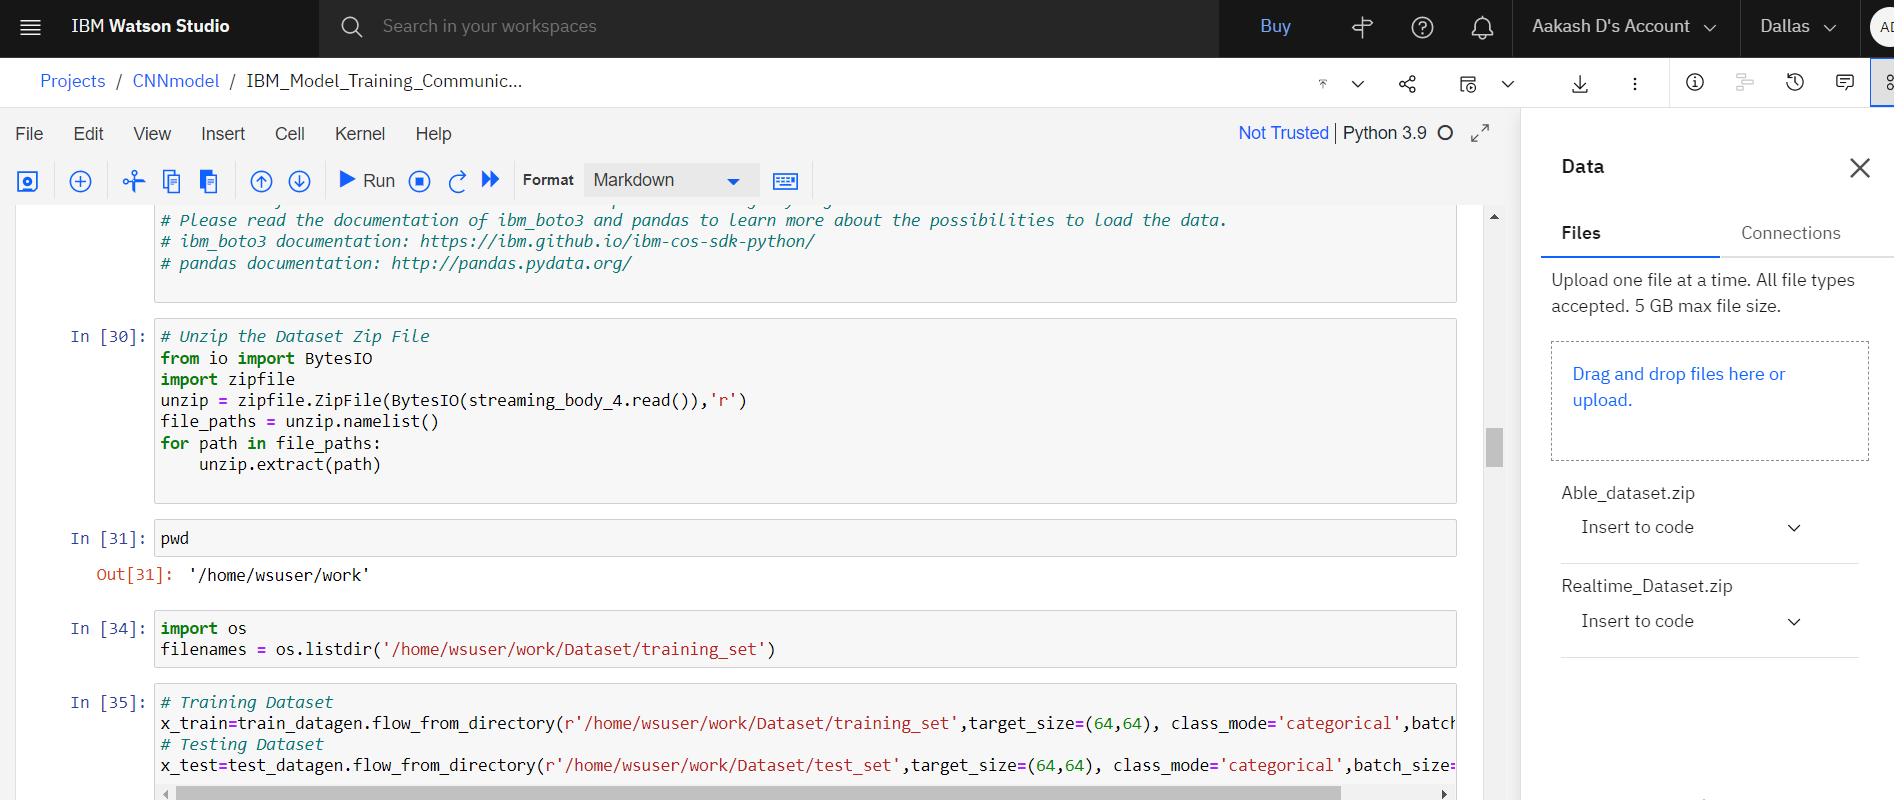 IBM Watson Studio
Search in your workspaces
Buy
Aakash D's Account
Dallas
Projects / CNNmodel / IBM_Model_Training_Communic...
File Edit View Insert Cell Kernel Help
Not Trusted | Python 3.9
Run
Format
Markdown
# Please read the documentation of ibm_boto3 and pandas to learn more about the possibilities to load the data.
# ibm_boto3 documentation: https://ibm.github.io/ibm-cos-sdk-python/
# pandas documentation: http://pandas.pydata.org/
In [30]:
# Unzip the Dataset Zip File
from io import BytesIO
import zipfile
unzip = zipfile.ZipFile(BytesIO(streaming_body_4.read()),'r')
file_paths = unzip.namelist()
for path in file_paths:
    unzip.extract(path)
In [31]:
pwd
Out[31]: '/home/wsuser/work'
In [34]:
import os
filenames = os.listdir('/home/wsuser/work/Dataset/training_set')
In [35]:
# Training Dataset
x_train=train_datagen.flow_from_directory(r'/home/wsuser/work/Dataset/training_set',target_size=(64,64), class_mode='categorical',batch
# Testing Dataset
x_test=test_datagen.flow_from_directory(r'/home/wsuser/work/Dataset/test_set',target_size=(64,64), class_mode='categorical',batch_size=
Data
Files
Connections
Upload one file at a time. All file types
accepted. 5 GB max file size.
Drag and drop files here or
upload.
Able_dataset.zip
Insert to code
Realtime_Dataset.zip
Insert to code